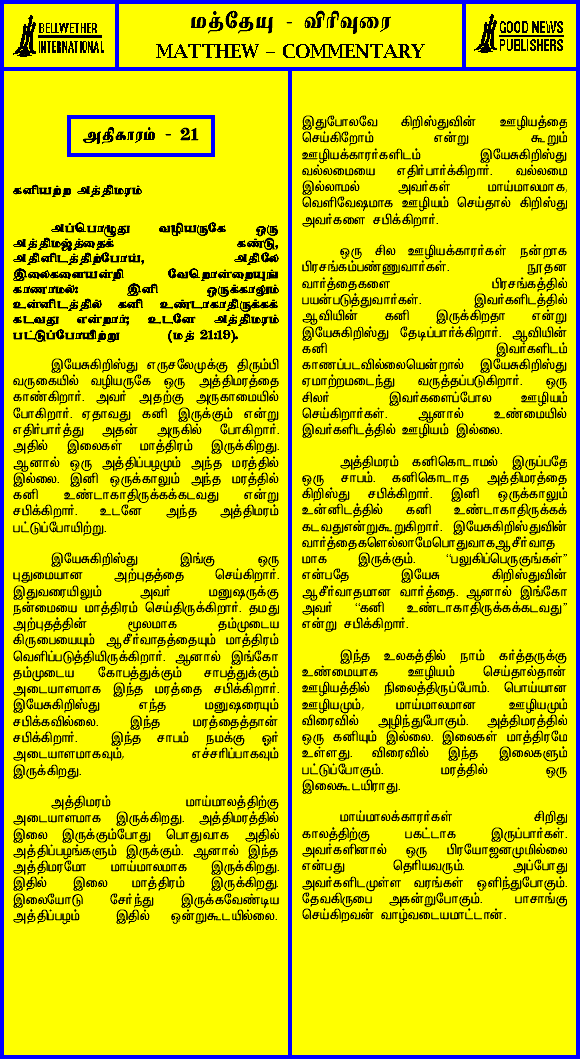 BELLWETHER
INTERNATIONAL
மத்தேயு - விரிவுரை
MATTHEW – COMMENTARY
GOOD NEWS
PUBLISHERS
அதிகாரம் - 21
கனியற்ற அத்திமரம்
அப்பொழுது வழியருகே ஒரு
அத்திமரத்தைக் கண்டு,
அதினிடத்திற்போய், அதிலே
இலைகளையன்றி வேறொன்றையுங்
காணாமல்: இனி ஒருக்காலும்
உன்னிடத்தில் கனி உண்டாகாதிருக்கக்
கடவது என்றார்; உடனே அத்திமரம்
பட்டுப்போயிற்று (மத் 21:19).
இயேசுகிறிஸ்து எருசலேமுக்கு திரும்பி
வருகையில் வழியருகே ஒரு அத்திமரத்தை
காண்கிறார். அவர் அதற்கு அருகாமையில்
போகிறார். ஏதாவது கனி இருக்கும் என்று
எதிர்பார்த்து அதன் அருகில் போகிறார்.
அதில் இலைகள் மாத்திரம் இருக்கிறது.
ஆனால் ஒரு அத்திப்பழமும் அந்த மரத்தில்
இல்லை. இனி ஒருக்காலும் அந்த மரத்தில்
கனி உண்டாகாதிருக்கக்கடவது என்று
சபிக்கிறார். உடனே அந்த அத்திமரம்
பட்டுப்போயிற்று.
இயேசுகிறிஸ்து இங்கு ஒரு
புதுமையான அற்புதத்தை செய்கிறார்.
இதுவரையிலும் அவர் மனுஷருக்கு
நன்மையை மாத்திரம் செய்திருக்கிறார். தமது
அற்புதத்தின் மூலமாக தம்முடைய
கிருபையையும் ஆசீர்வாதத்தையும் மாத்திரம்
வெளிப்படுத்தியிருக்கிறார். ஆனால் இங்கோ
தம்முடைய கோபத்துக்கும் சாபத்துக்கும்
அடையாளமாக இந்த மரத்தை சபிக்கிறார்.
இயேசுகிறிஸ்து எந்த மனுஷரையும்
சபிக்கவில்லை. இந்த மரத்தைத்தான்
சபிக்கிறார். இந்த சாபம் நமக்கு ஓர்
அடையாளமாகவும், எச்சரிப்பாகவும்
இருக்கிறது.
அத்திமரம் மாய்மாலத்திற்கு
அடையாளமாக இருக்கிறது. அத்திமரத்தில்
இலை இருக்கும்போது பொதுவாக அதில்
அத்திப்பழங்களும் இருக்கும். ஆனால் இந்த
அத்திமரமோ மாய்மாலமாக இருக்கிறது.
இதில் இலை மாத்திரம் இருக்கிறது.
இலையோடு சேர்ந்து இருக்கவேண்டிய
அத்திப்பழம் இதில் ஒன்றுகூடயில்லை.
இதுபோலவே கிறிஸ்துவின் ஊழியத்தை
செய்கிறோம் என்று கூறும்
ஊழியக்காரர்களிடம் இயேசுகிறிஸ்து
வல்லமையை எதிர்பார்க்கிறார். வல்லமை
இல்லாமல் அவர்கள் மாய்மாலமாக,
வெளிவேஷமாக ஊழியம் செய்தால் கிறிஸ்து
அவர்களை சபிக்கிறார்.
ஒரு சில ஊழியக்காரர்கள் நன்றாக
பிரசங்கம்பண்ணுவார்கள். நூதன
வார்த்தைகளை பிரசங்கத்தில்
பயன்படுத்துவார்கள். இவர்களிடத்தில்
ஆவியின் கனி இருக்கிறதா என்று
இயேசுகிறிஸ்து தேடிப்பார்க்கிறார். ஆவியின்
கனி இவர்களிடம்
காணப்படவில்லையென்றால் இயேசுகிறிஸ்து
ஏமாற்றமடைந்து வருத்தப்படுகிறார். ஒரு
சிலர் இவர்களைப்போல ஊழியம்
செய்கிறார்கள். ஆனால் உண்மையில்
இவர்களிடத்தில் ஊழியம் இல்லை.
அத்திமரம் கனிகொடாமல் இருப்பதே
ஒரு சாபம். கனிகொடாத அத்திமரத்தை
கிறிஸ்து சபிக்கிறார். இனி ஒருக்காலும்
உன்னிடத்தில் கனி உண்டாகாதிருக்கக்
கடவதுஎன்றுகூறுகிறார். இயேசுகிறிஸ்துவின்
வார்த்தைகளெல்லாமேபொதுவாக,ஆசீர்வாத
மாக இருக்கும். “பலுகிப்பெருகுங்கள்”
என்பதே இயேசு கிறிஸ்துவின்
ஆசீர்வாதமான வார்த்தை. ஆனால் இங்கோ
அவர் “கனி உண்டாகாதிருக்கக்கடவது”
என்று சபிக்கிறார்.
இந்த உலகத்தில் நாம் கர்த்தருக்கு
உண்மையாக ஊழியம் செய்தால்தான்
ஊழியத்தில் நிலைத்திருப்போம். பொய்யான
ஊழியமும், மாய்மாலமான ஊழியமும்
விரைவில் அழிந்துபோகும். அத்திமரத்தில்
ஒரு கனியும் இல்லை. இலைகள் மாத்திரமே
உள்ளது. விரைவில் இந்த இலைகளும்
பட்டுப்போகும். மரத்தில் ஒரு
இலைகூடயிராது.
மாய்மாலக்காரர்கள் சிறிது
காலத்திற்கு பகட்டாக இருப்பார்கள்.
அவர்களினால் ஒரு பிரயோஜனமுமில்லை
என்பது தெரியவரும். அப்போது
அவர்களிடமுள்ள வரங்கள் ஒளிந்துபோகும்.
தேவகிருபை அகன்றுபோகும். பாசாங்கு
செய்கிறவன் வாழ்வடையமாட்டான்.